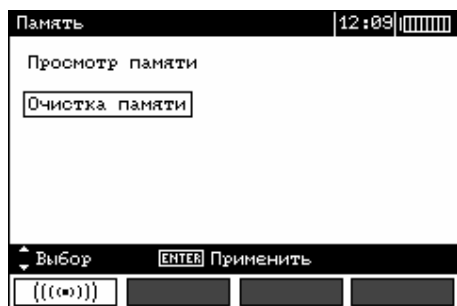 Память 12:09
Просмотр памяти
Очистка памяти
Выбор ENTER Применить